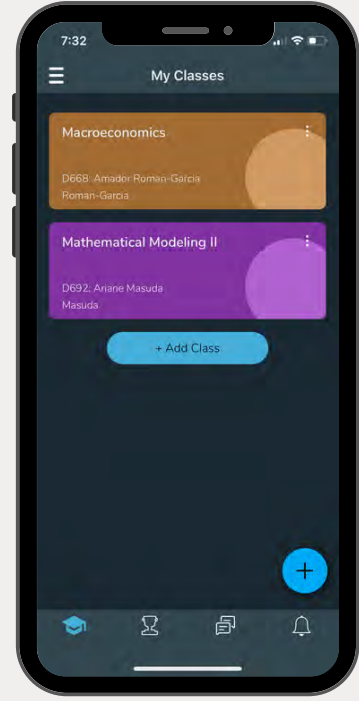 7:32
My Classes
Macroeconomics
D668: Amador Roman-Garcia
Roman-Garcia
Mathematical Modeling II
D692: Ariane Masuda
Masuda
+ Add Class